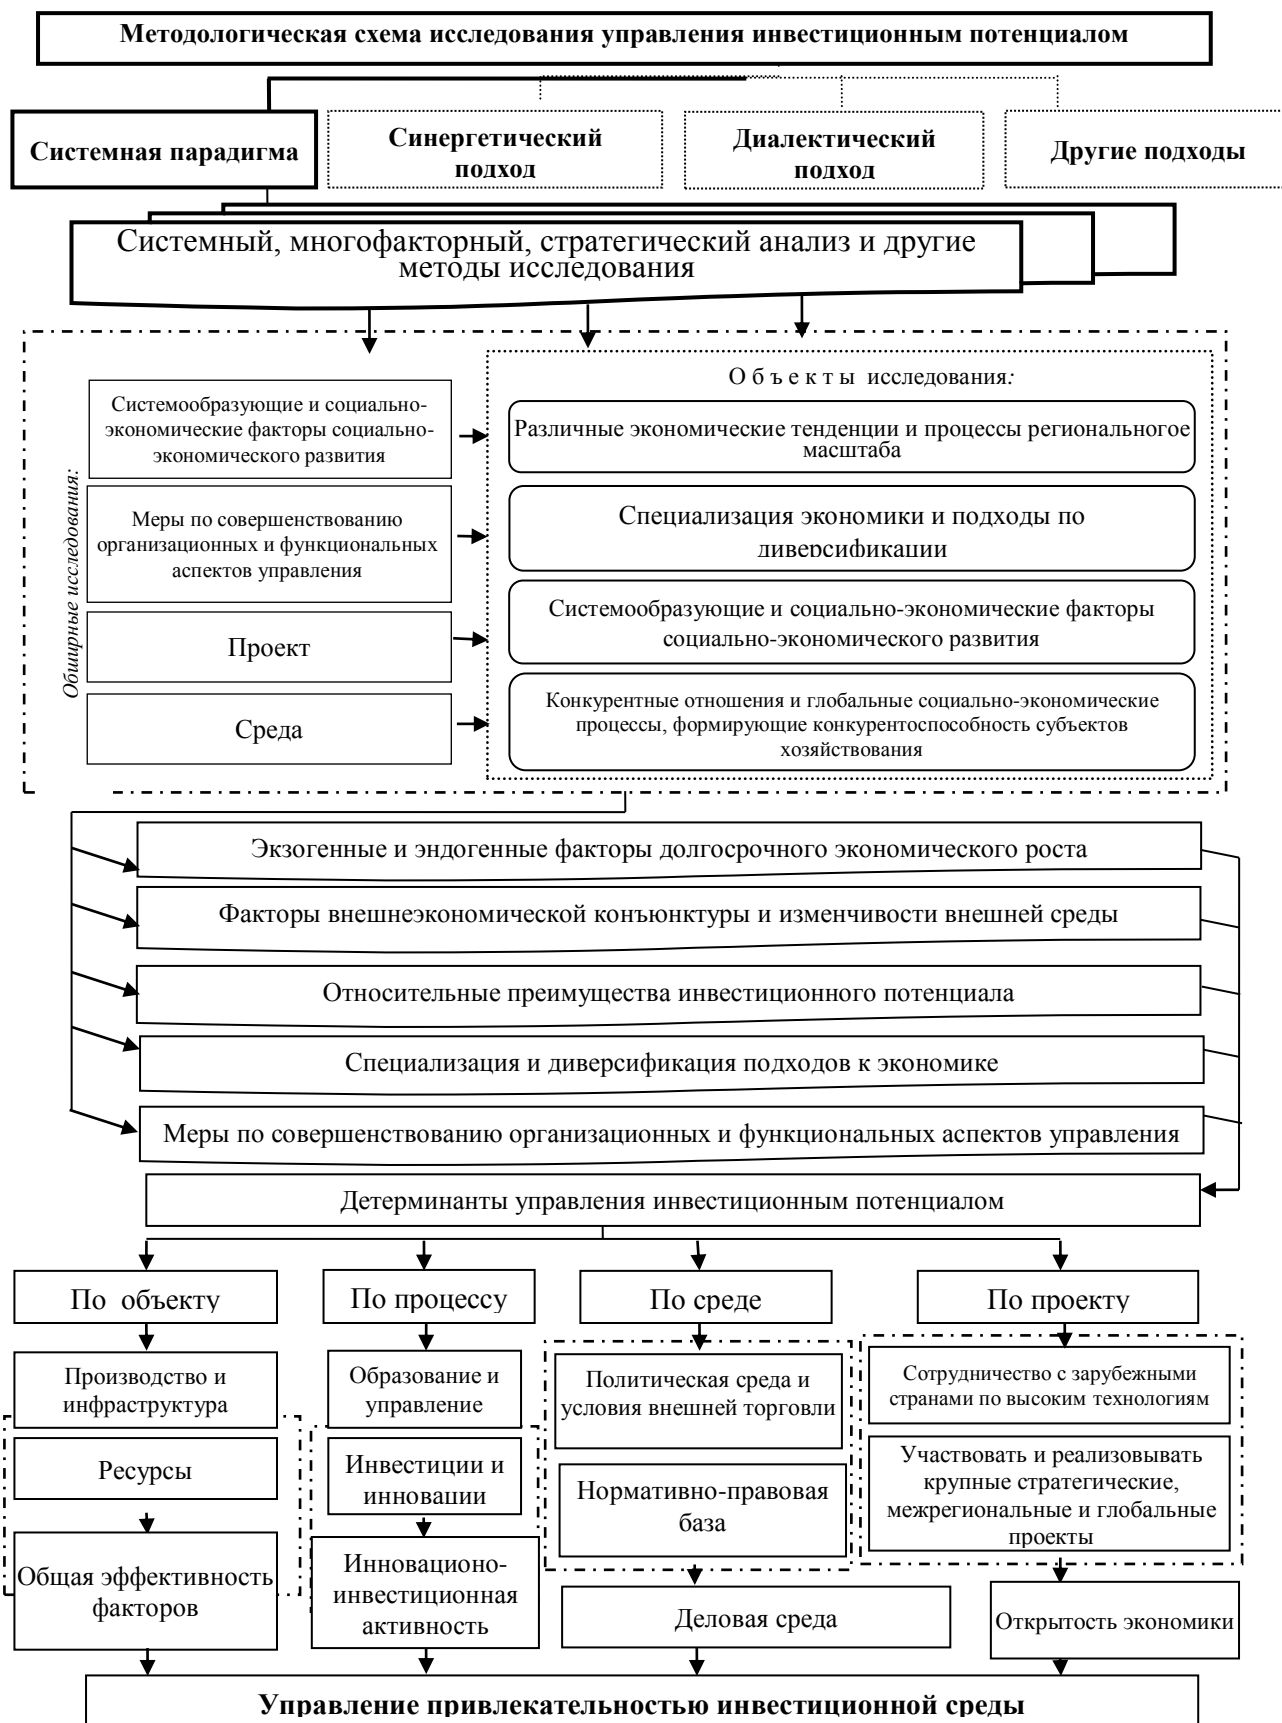 Методологическая схема исследования управления инвестиционным потенциалом
Системная парадигма
Синергетический
подход
Диалектический
подход
Другие подходы
Системный, многофакторный, стратегический анализ и другие
методы исследования
Обширные исследования:
Системообразующие и социально-
экономические факторы социально-
экономического развития
Меры по совершенствованию
организационных и функциональных
аспектов управления
Проект
Среда
О б ъ е к т ы исследования:
Различные экономические тенденции и процессы региональногое
масштаба
Специализация экономики и подходы по
диверсификации
Системообразующие и социально-экономические факторы
социально-экономического развития
Конкурентные отношения и глобальные социально-экономические
процессы, формирующие конкурентоспособность субъектов
хозяйствования
Экзогенные и эндогенные факторы долгосрочного экономического роста
Факторы внешнеэкономической конъюнктуры и изменчивости внешней среды
Относительные преимущества инвестиционного потенциала
Специализация и диверсификация подходов к экономике
Меры по совершенствованию организационных и функциональных аспектов управления
Детерминанты управления инвестиционным потенциалом
По объекту
По процессу
По среде
По проекту
Производство и
инфраструктура
Ресурсы
Общая эффективность
факторов
Образование и
управление
Инвестиции и
инновации
Инновационо-
инвестиционная
активность
Политическая среда и
условия внешней торговли
Нормативно-правовая
база
Деловая среда
Сотрудничество с зарубежными
странами по высоким технологиям
Участвовать и реализовывать
крупные стратегические,
межрегиональные и глобальные
проекты
Открытость экономики
Управление привлекательностью инвестиционной среды